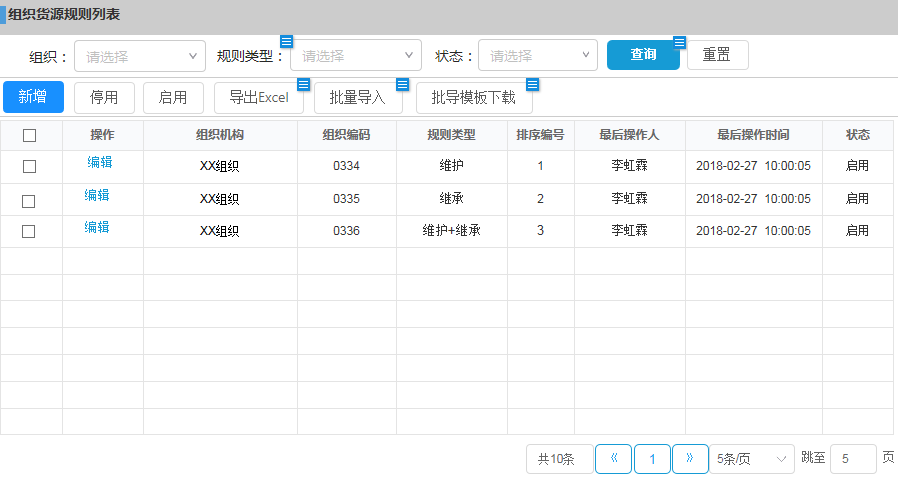 组织货源规则列表
组织： 请选择 规则类型： 请选择 状态： 请选择 查询 重置
新增 停用 启用 导出Excel 批量导入 批导模板下载
操作 组织机构 组织编码 规则类型 排序编号 最后操作人 最后操作时间 状态
编辑 XX组织 0334 维护 1 李虹霖 2018-02-27 10:00:05 启用
编辑 XX组织 0335 继承 2 李虹霖 2018-02-27 10:00:05 启用
编辑 XX组织 0336 维护+继承 3 李虹霖 2018-02-27 10:00:05 启用
共10条 « 1 » 5条/页 跳至 5 页